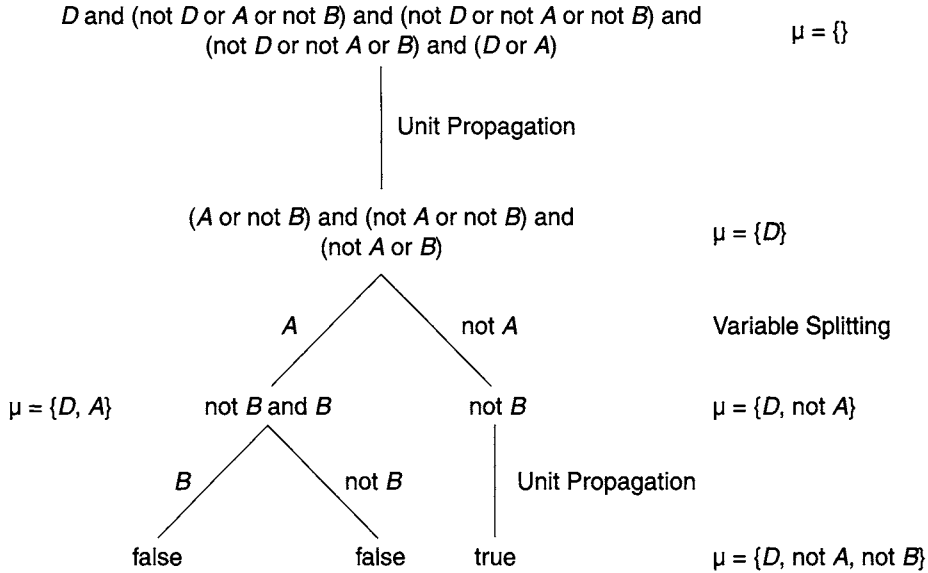 D and (not D or A or not B) and (not D or not A or not B) and
(not D or not A or B) and (D or A)
μ = {}
Unit Propagation
(A or not B) and (not A or not B) and
(not A or B)
μ = {D}
A
not A
Variable Splitting
μ = {D, A}
not B and B
not B
μ = {D, not A}
B
not B
Unit Propagation
false
false
true
μ = {D, not A, not B}